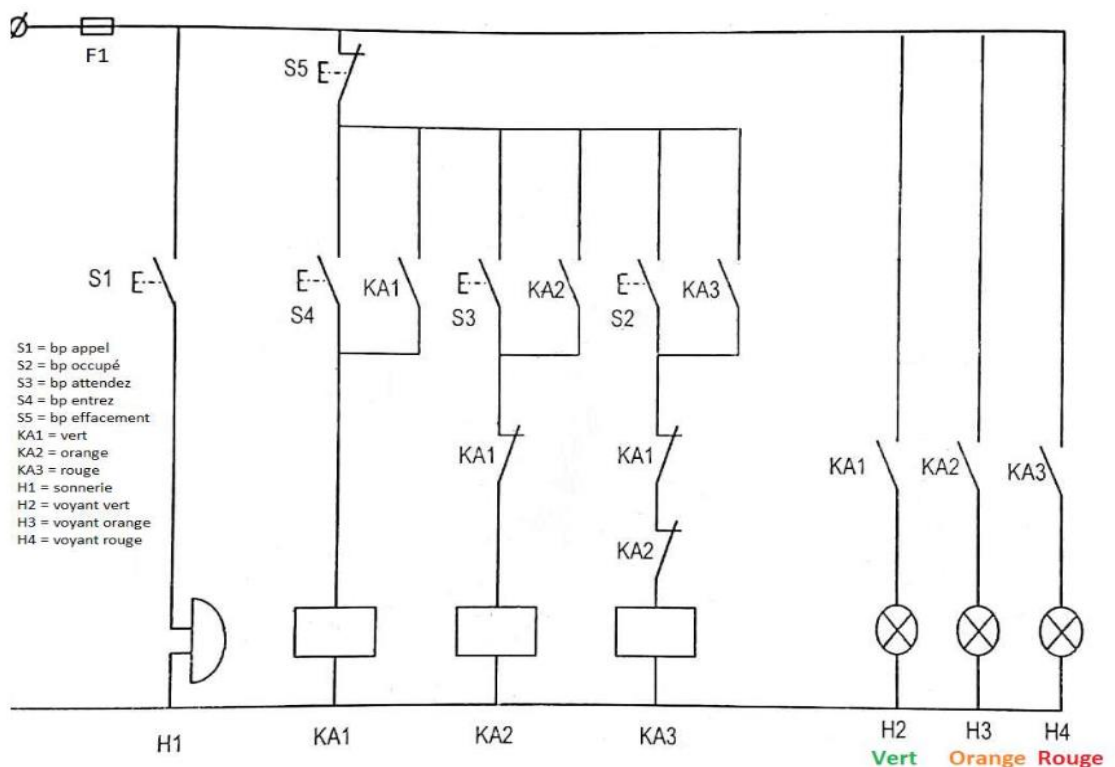 F1
S5
S1
S4
KA1
S3
KA2
S2
KA3
S1 = bp appel
S2 = bp occupé
S3 = bp attendez
S4 = bp entrez
S5 = bp effacement
KA1 = vert
KA2 = orange
KA3 = rouge
H1 = sonnerie
H2 = voyant vert
H3 = voyant orange
H4 = voyant rouge
KA1
KA1
KA2
KA1
KA2
KA3
H1
KA1
KA2
KA3
H2
H3
H4
Vert
Orange
Rouge